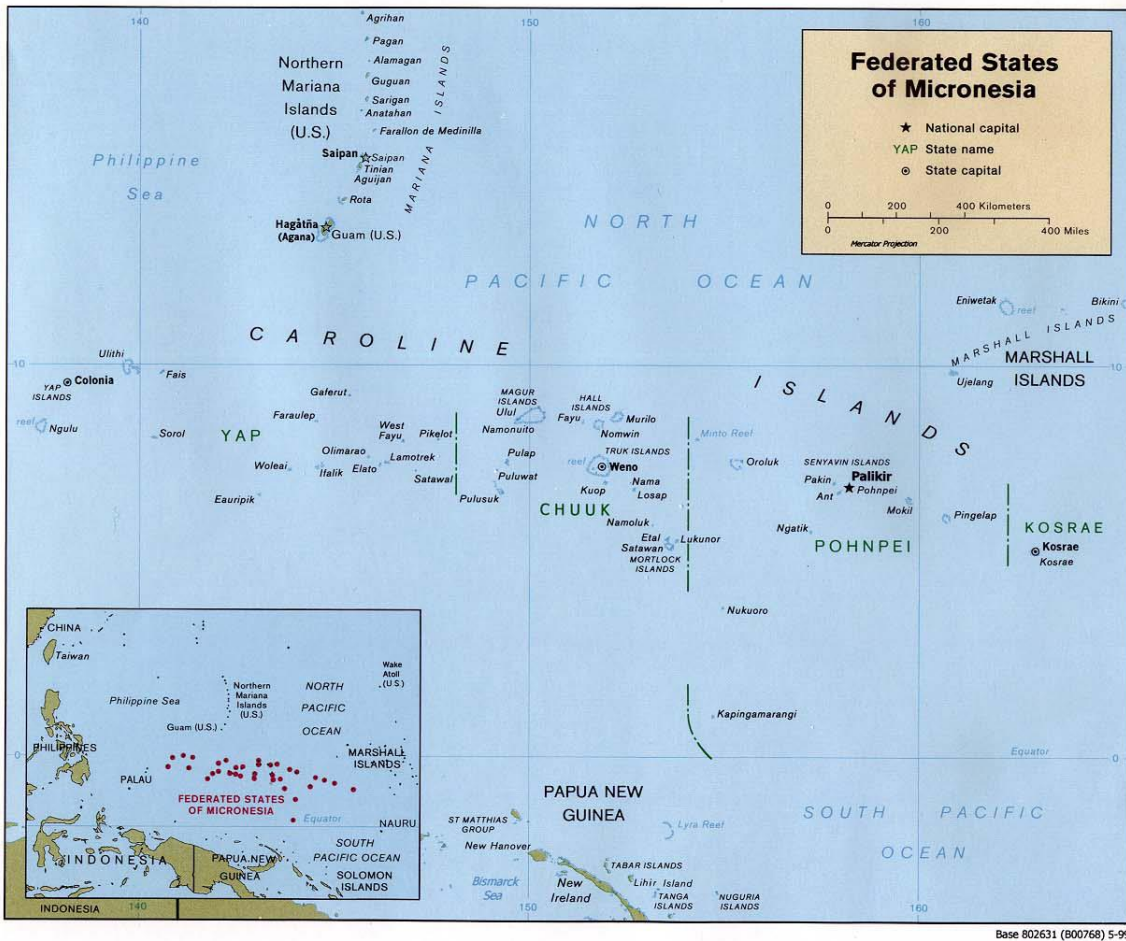 140
150
160
Agrihan
Pagan
Alamagan
Guguan
Sarigan
Anatahan
Farallon de Medinilla
Northern
Mariana
Islands
(U.S.)
MARIANA ISLANDS
Saipan
Saipan
Tinian
Aguijan
Rota
Hagåtña
(Agana)
Guam (U.S.)
Philippine
Sea
Federated States
of Micronesia
National capital
YAP State name
State capital
0 200 400 Kilometers
0 200 400 Miles
Mercator Projection
NORTH
PACIFIC OCEAN
Eniwetak
reef
Bikini
MARSHALL ISLANDS
MARSHALL
ISLANDS
Ujelang
CAROLINE
ISLANDS
10
10
Ulithi
Colonia
YAP
ISLANDS
Fais
reef
Ngulu
Sorol
YAP
Gaferut
Faraulep
West
Fayu
Pikelot
Olimarao
Lamotrek
Woleai
Ifalik
Elato
Satawal
Eauripik
MAGUR
ISLANDS
Ulul
Namonuito
HALL
ISLANDS
Fayu
Murilo
Nomwin
TRUK ISLANDS
reef
Weno
Pulap
Puluwat
Pulusuk
Kuop
Nama
Losap
CHUUK
Namoluk
Etal
Lukunor
Satawan
MORTLOCK
ISLANDS
Minto Reef
Oroluk
SENYAVIN ISLANDS
Palikir
Pakin
Pohnpei
Ant
Mokil
Ngatik
Pingelap
POHNPEI
KOSRAE
Kosrae
Kosrae
Nukuoro
Kapingamarangi
Equator
0
0
PAPUA NEW
GUINEA
SOUTH PACIFIC
OCEAN
ST MATTHIAS
GROUP
New Hanover
Lyra Reef
TABAR ISLANDS
Lihir Island
New
Ireland
TANGA
ISLANDS
NUGURIA
ISLANDS
Bismarck
Sea
INDONESIA
140
150
160
CHINA
Taiwan
Philippine Sea
Northern
Mariana
Islands
(U.S.)
NORTH
PACIFIC
OCEAN
Wake
Atoll
(U.S.)
Guam (U.S.)
PHILIPPINES
PALAU
MARSHALL
ISLANDS
FEDERATED STATES
OF MICRONESIA
Equator
NAURU
INDONESIA
PAPUA NEW
GUINEA
SOUTH
PACIFIC OCEAN
SOLOMON
ISLANDS
Base 802631 (B00768) 5-99